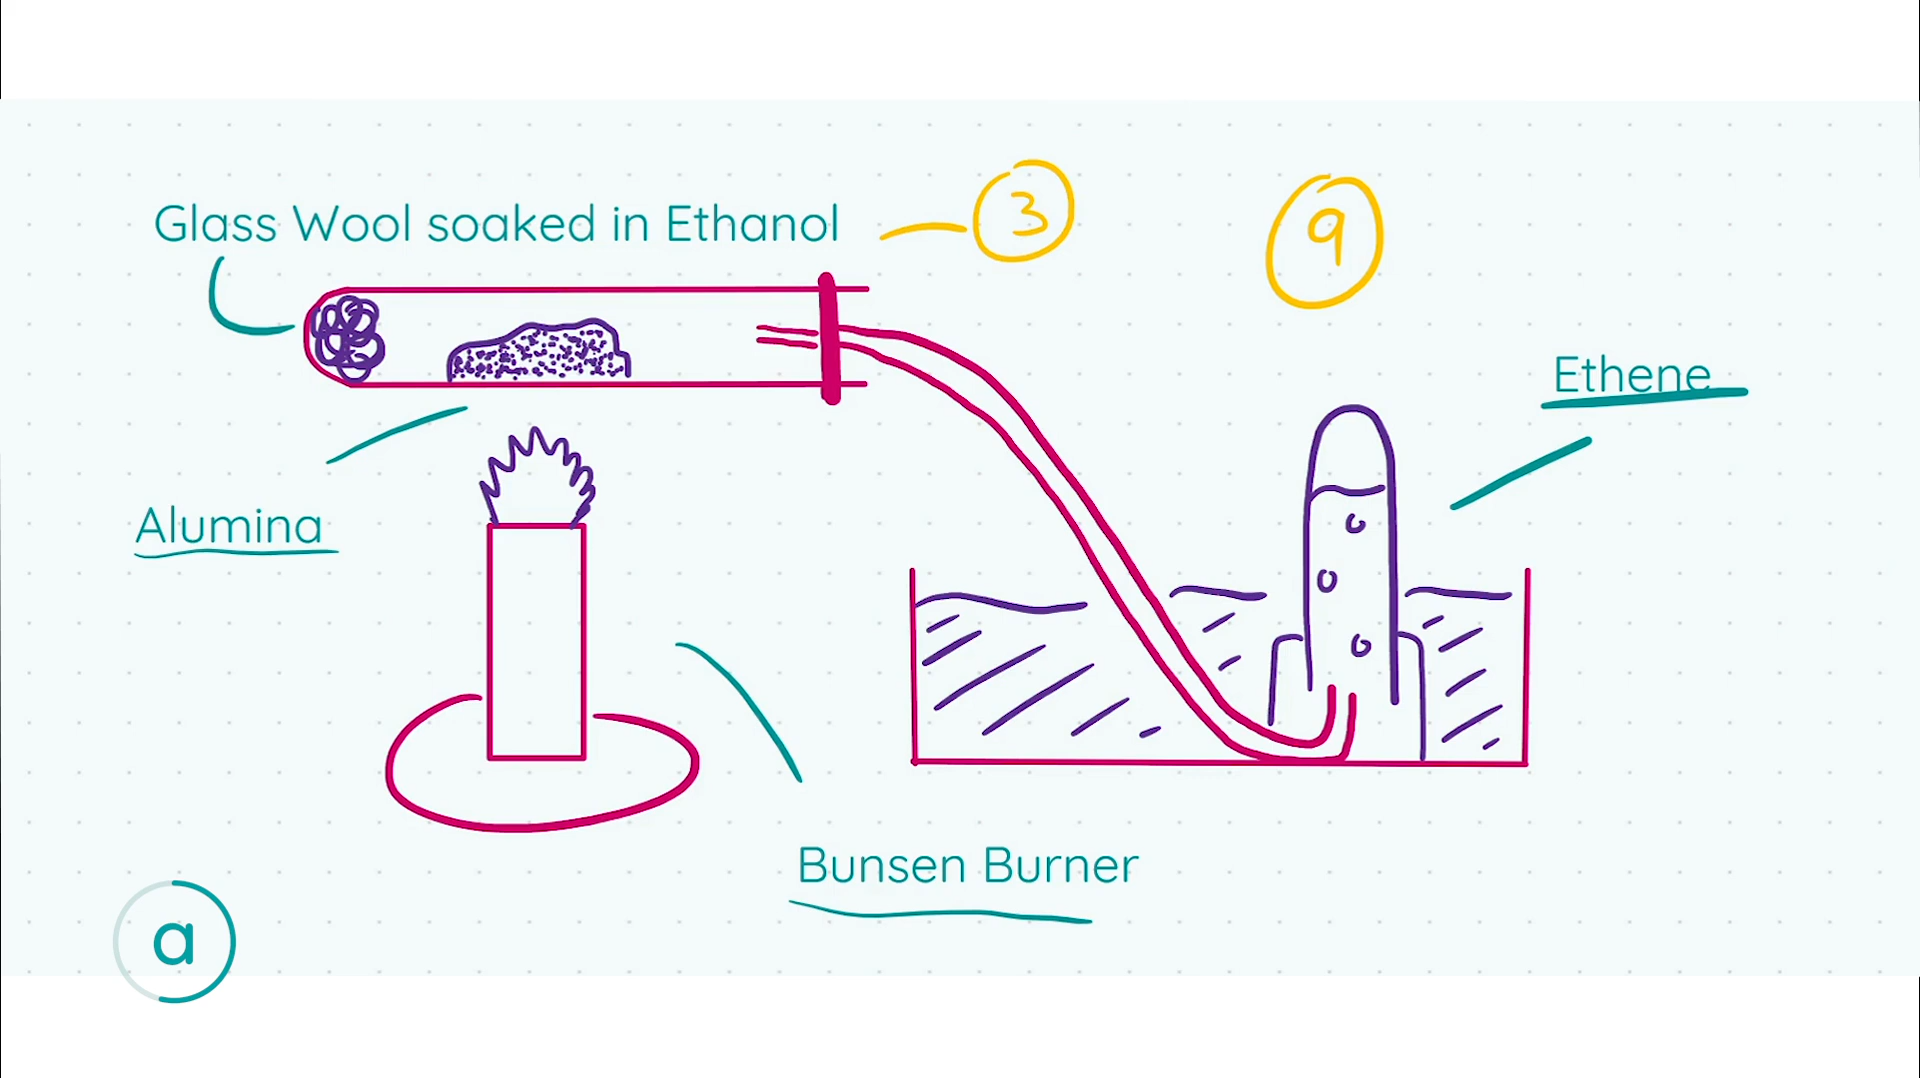 Glass Wool soaked in Ethanol
3
9
Ethene
Alumina
Bunsen Burner
a